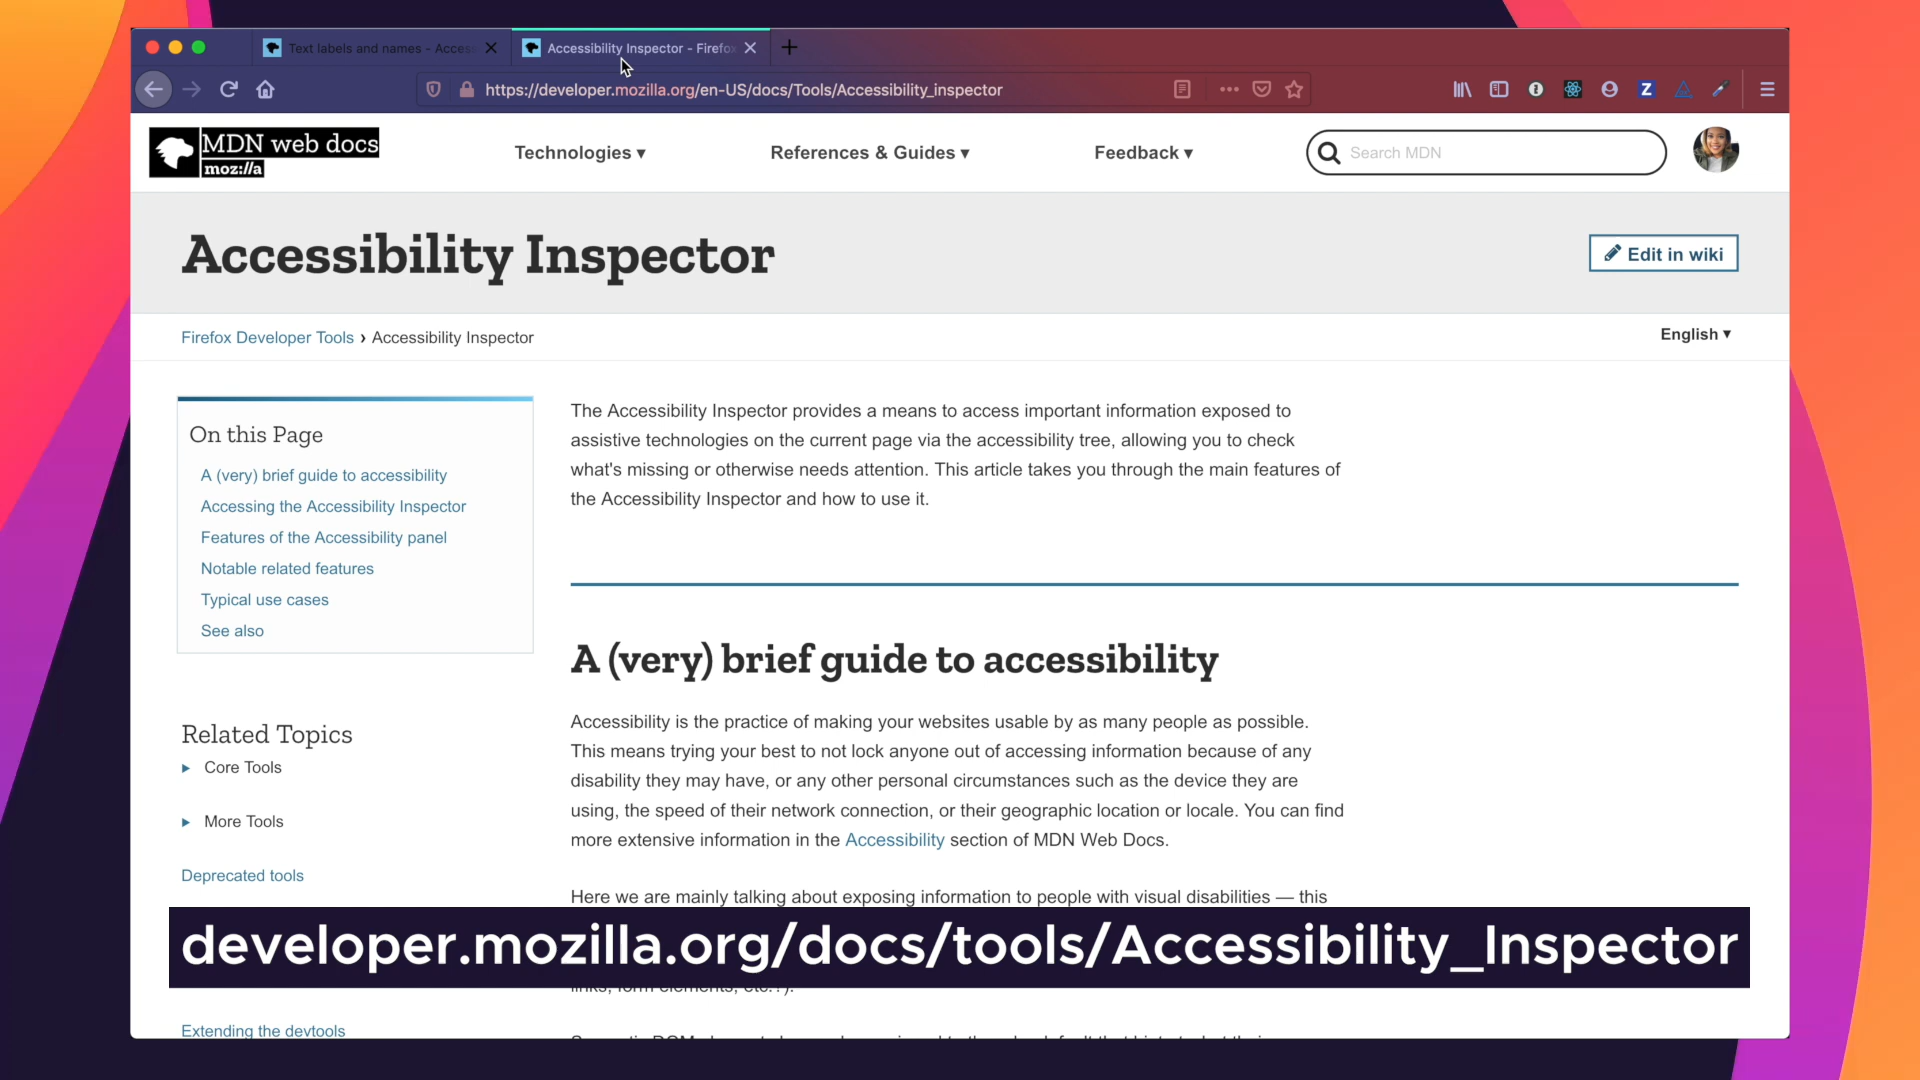 Text labels and names - Acces
Accessibility Inspector - Firefo
https://developer.mozilla.org/en-US/docs/Tools/Accessibility_inspector
MDN web docs
moz://a
Technologies ▾
References & Guides ▾
Feedback ▾
Search MDN
Accessibility Inspector
Edit in wiki
Firefox Developer Tools › Accessibility Inspector
English ▾
On this Page
A (very) brief guide to accessibility
Accessing the Accessibility Inspector
Features of the Accessibility panel
Notable related features
Typical use cases
See also
Related Topics
Core Tools
More Tools
Deprecated tools
Extending the devtools
The Accessibility Inspector provides a means to access important information exposed to
assistive technologies on the current page via the accessibility tree, allowing you to check
what's missing or otherwise needs attention. This article takes you through the main features of
the Accessibility Inspector and how to use it.
A (very) brief guide to accessibility
Accessibility is the practice of making your websites usable by as many people as possible.
This means trying your best to not lock anyone out of accessing information because of any
disability they may have, or any other personal circumstances such as the device they are
using, the speed of their network connection, or their geographic location or locale. You can find
more extensive information in the Accessibility section of MDN Web Docs.
Here we are mainly talking about exposing information to people with visual disabilities — this
developer.mozilla.org/docs/tools/Accessibility_Inspector